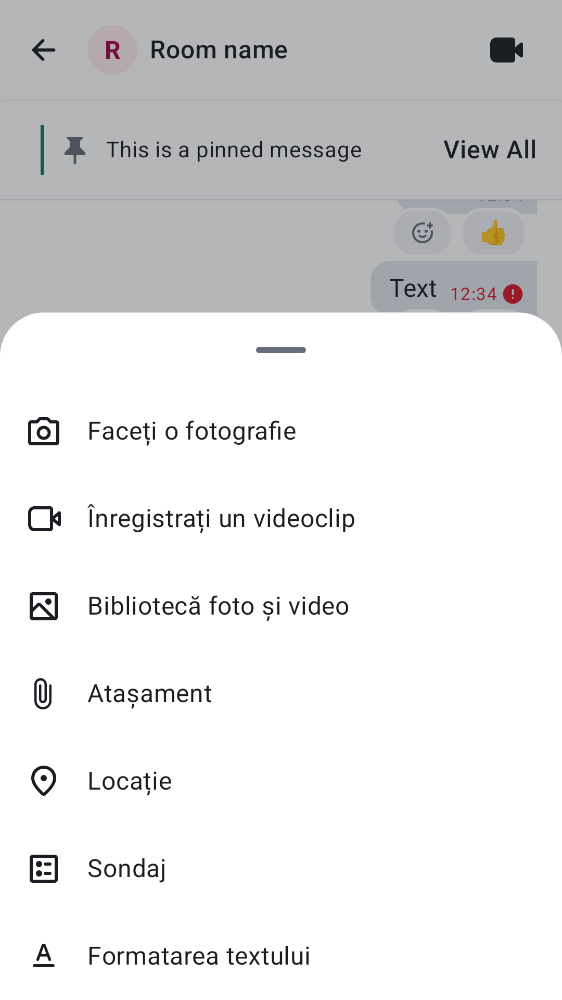 R Room name
This is a pinned message View All
Text 12:34
Faceți o fotografie
Înregistrați un videoclip
Bibliotecă foto și video
Atașament
Locație
Sondaj
Formatarea textului